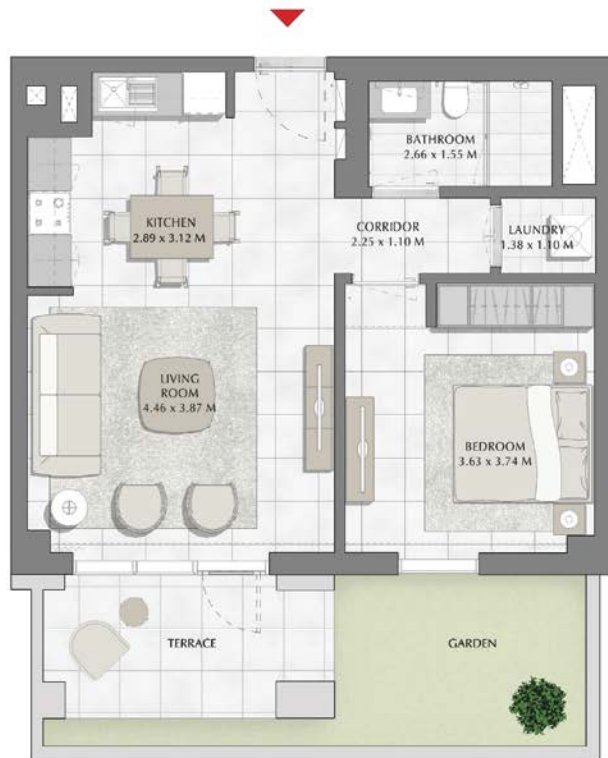 BATHROOM
2.66 x 1.55 M
KITCHEN
2.89 x 3.12 M
CORRIDOR
2.25 x 1.10 M
LAUNDRY
1.38 x 1.10 M
LIVING
ROOM
4.46 x 3.87 M
BEDROOM
3.63 x 3.74 M
TERRACE
GARDEN